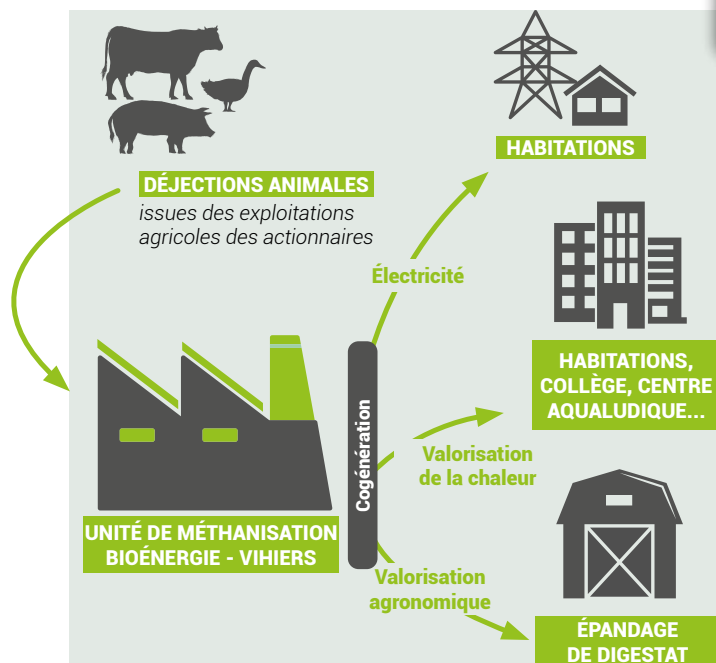 DÉJECTIONS ANIMALES
issues des exploitations
agricoles des actionnaires
HABITATIONS
Électricité
HABITATIONS,
COLLÈGE, CENTRE
AQUALUDIQUE...
Cogénération
Valorisation
de la chaleur
UNITÉ DE MÉTHANISATION
BIOÉNERGIE - VIHIERS
Valorisation
agronomique
ÉPANDAGE
DE DIGESTAT